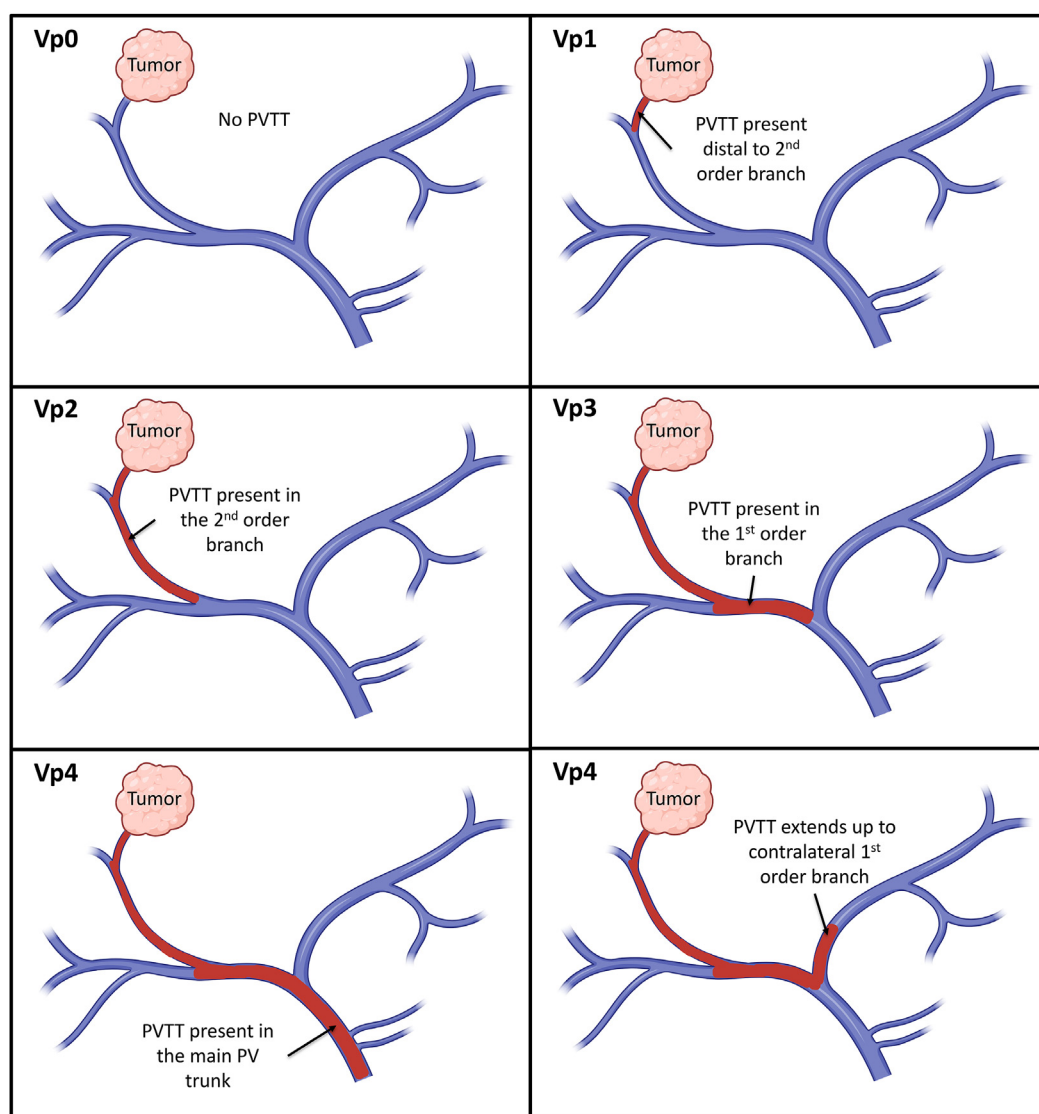 Vp0
Tumor
No PVTT
Vp1
Tumor
PVTT present
distal to 2nd
order branch
Vp2
Tumor
PVTT present in
the 2nd order
branch
Vp3
Tumor
PVTT present in
the 1st order
branch
Vp4
Tumor
PVTT present in
the main PV
trunk
Vp4
Tumor
PVTT extends up to
contralateral 1st
order branch